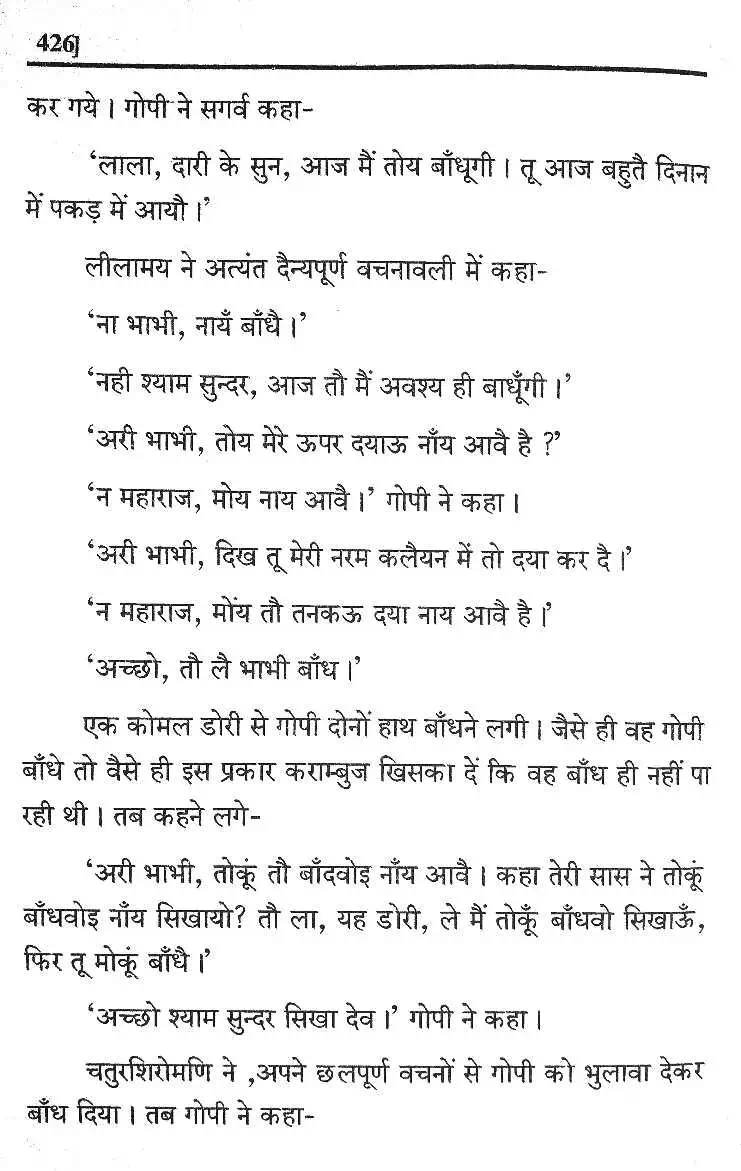 426]
कर गये। गोपी ने सगर्व कहा-
‘लाला, दारी के सुन, आज मैं तोय बाँधूगी। तू आज बहुतै दिनान
में पकड़ में आयौ।’
लीलामय ने अत्यंत दैन्यपूर्ण वचनावली में कहा-
‘ना भाभी, नायँ बाँधै।’
‘नही श्याम सुन्दर, आज तौ मैं अवश्य ही बाधूँगी।’
‘अरी भाभी, तोय मेरे ऊपर दयाऊ नाँय आवै है ?’
‘न महाराज, मोय नाय आवै।’ गोपी ने कहा।
‘अरी भाभी, दिख तू मेरी नरम कलैयन में तो दया कर दै।’
‘न महाराज, मोंय तौ तनकऊ दया नाय आवै है।’
‘अच्छो, तौ लै भाभी बाँध।’
एक कोमल डोरी से गोपी दोनों हाथ बाँधने लगी। जैसे ही वह गोपी
बाँधे तो वैसे ही इस प्रकार कराम्बुज खिसका दें कि वह बाँध ही नहीं पा
रही थी। तब कहने लगे-
‘अरी भाभी, तोकूं तौ बाँदवोइ नाँय आवै। कहा तेरी सास ने तोकूं
बाँधवोइ नाँय सिखायो? तौ ला, यह डोरी, ले मैं तोकूँ बाँधवो सिखाऊँ,
फिर तू मोकूं बाँधै।’
‘अच्छो श्याम सुन्दर सिखा देव।’ गोपी ने कहा।
चतुरशिरोमणि ने ,अपने छलपूर्ण वचनों से गोपी को भुलावा देकर
बाँध दिया। तब गोपी ने कहा-